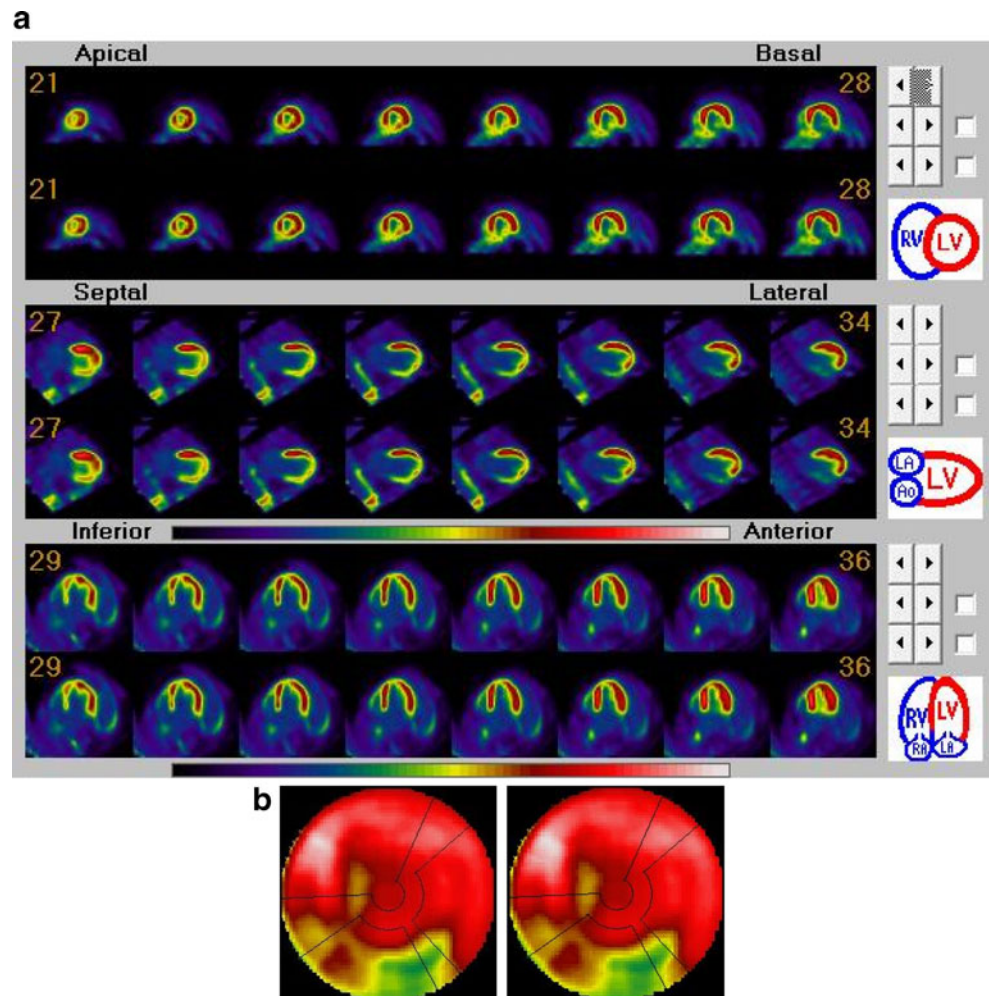 a
Apical Basal
21 28
21 28
RV LV
Septal Lateral
27 34
27 34
LA LV
Ao
Inferior Anterior
29 36
29 36
RV LV
RA LA
b